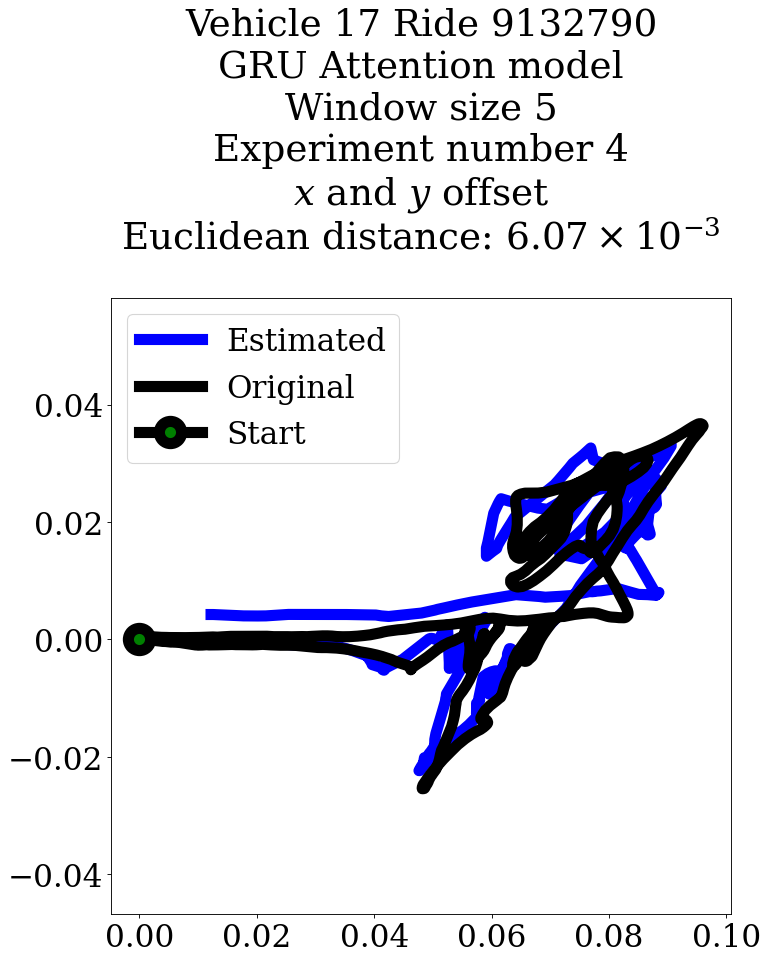 Vehicle 17 Ride 9132790
GRU Attention model
Window size 5
Experiment number 4
x and y offset
Euclidean distance: 6.07 × 10⁻³
Estimated
Original
Start
0.04
0.02
0.00
−0.02
−0.04
0.00 0.02 0.04 0.06 0.08 0.10